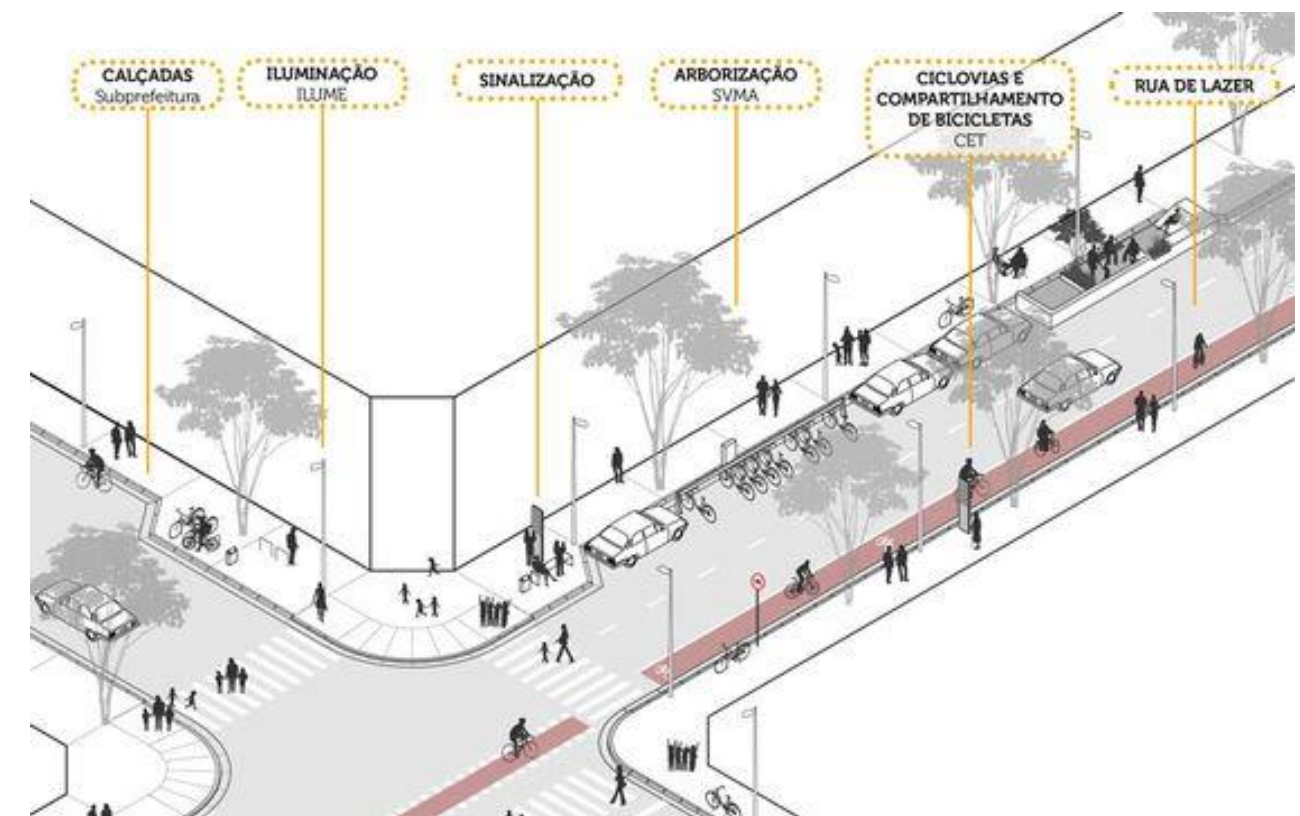 CALÇADAS
Subprefeitura
ILUMINAÇÃO
ILUME
SINALIZAÇÃO
ARBORIZAÇÃO
SVMA
CICLOVIAS E
COMPARTILHAMENTO
DE BICICLETAS
CET
RUA DE LAZER